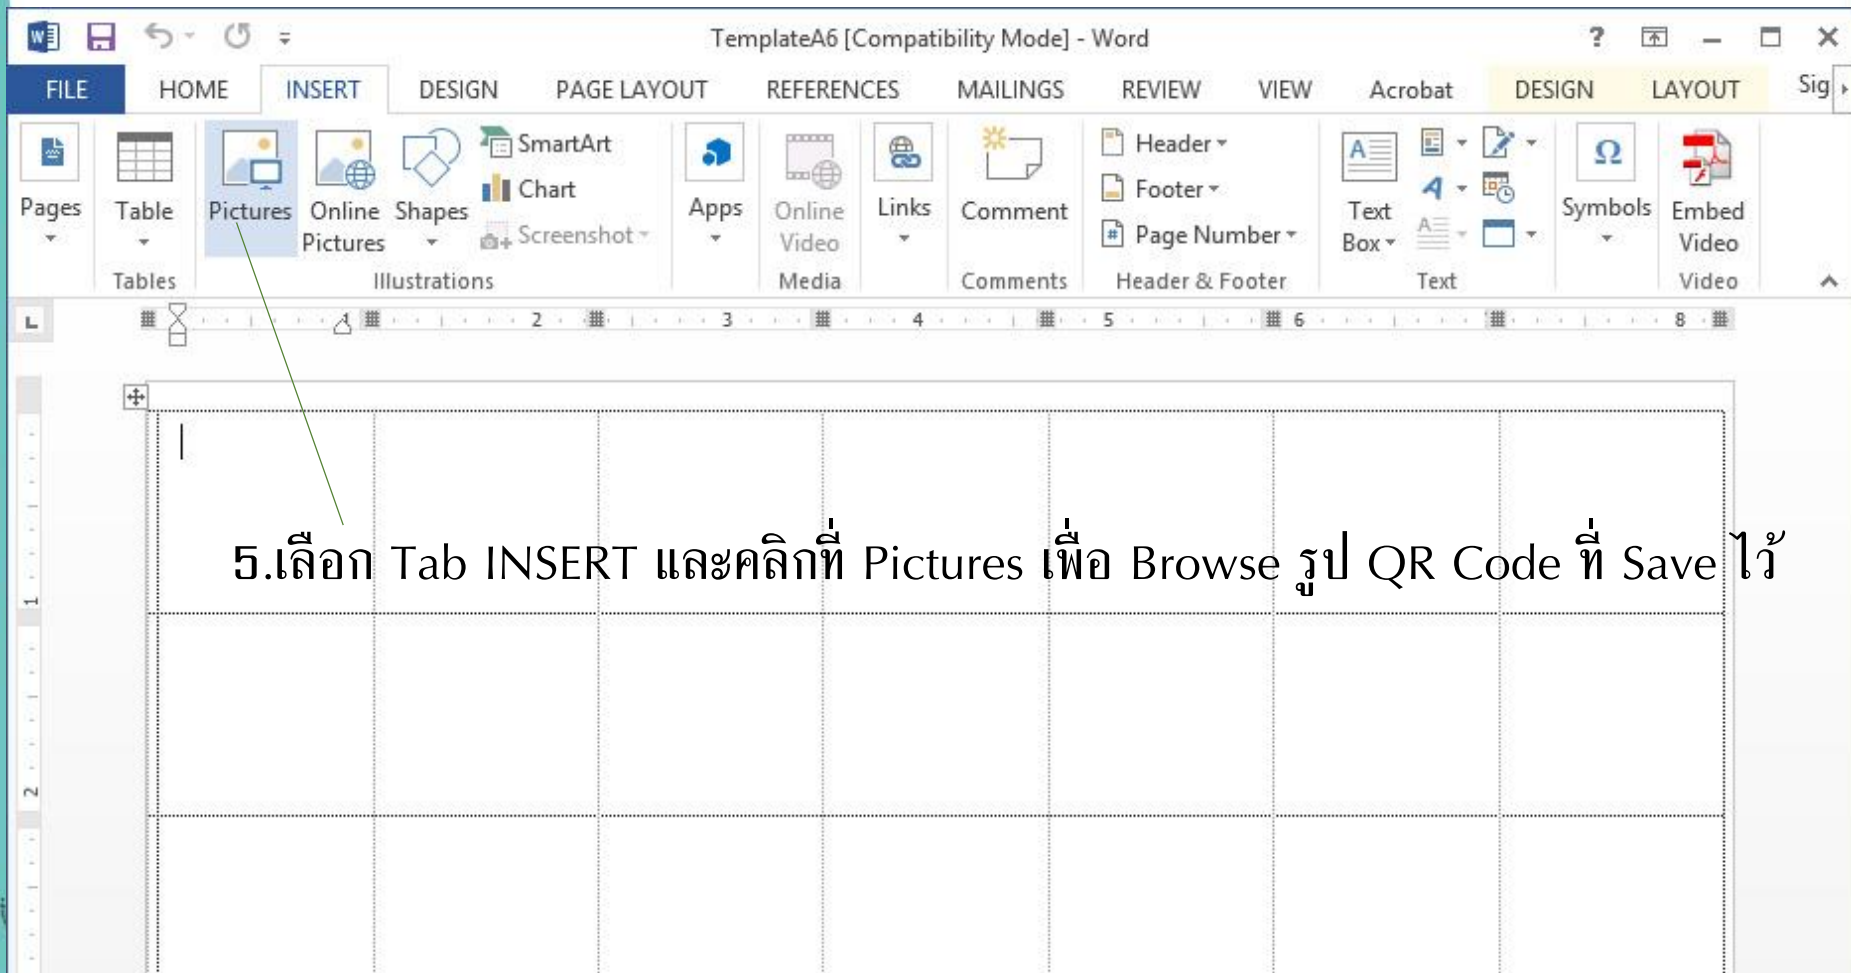 TemplateA6 [Compatibility Mode] - Word
FILE HOME INSERT DESIGN PAGE LAYOUT REFERENCES MAILINGS REVIEW VIEW Acrobat DESIGN LAYOUT Sig
Pages
Table
Pictures
Online
Pictures
Shapes
SmartArt
Chart
Screenshot
Apps
Online
Video
Links
Comment
Header
Footer
Page Number
Text
Box
Symbols
Embed
Video
Tables Illustrations Media Comments Header & Footer Text Video
1 2 3 4 5 6 8
5.เลือก Tab INSERT และคลิกที่ Pictures เพื่อ Browse รูป QR Code ที่ Save ไว้
1
2